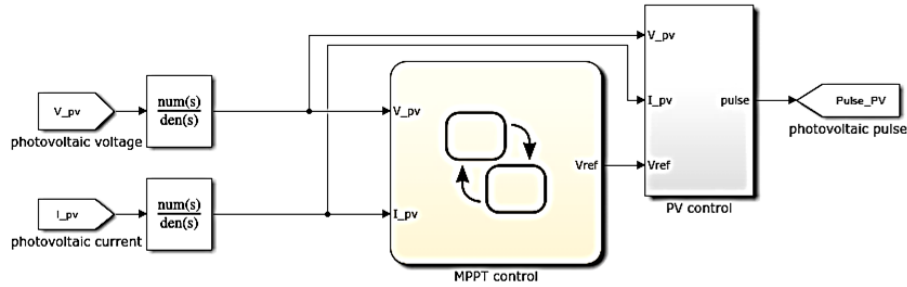 V_pv
photovoltaic voltage
num(s)
den(s)
I_pv
photovoltaic current
num(s)
den(s)
V_pv
I_pv
Vref
MPPT control
V_pv
I_pv
Vref
pulse
PV control
Pulse_PV
photovoltaic pulse